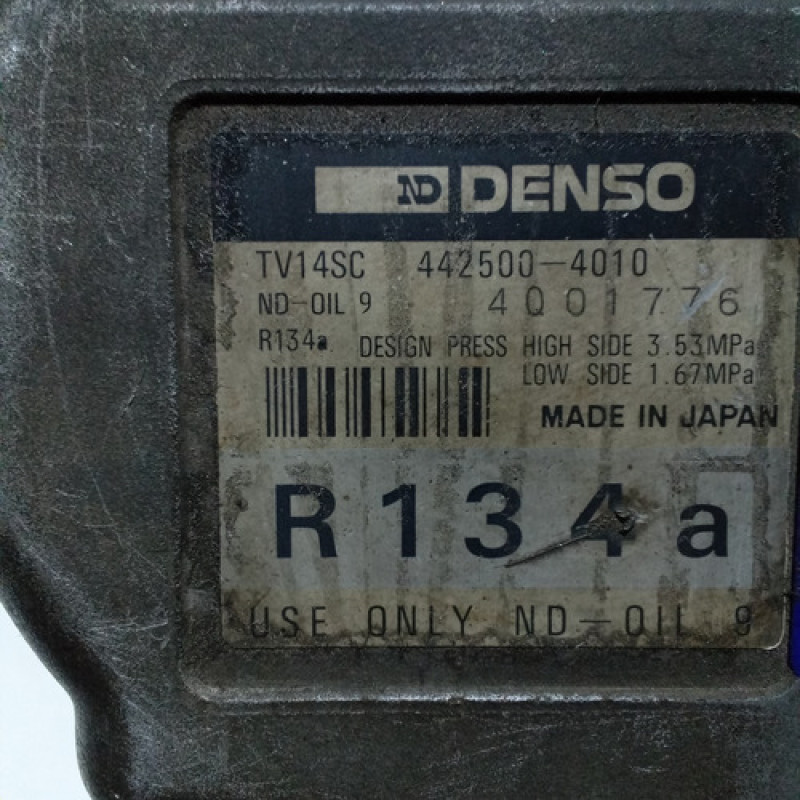 ND DENSO
TV14SC 442500-4010
ND-OIL 9 4Q01776
R134a DESIGN PRESS HIGH SIDE 3.53MPa
LOW SIDE 1.67MPa
MADE IN JAPAN
R134a
USE ONLY ND-OIL 9